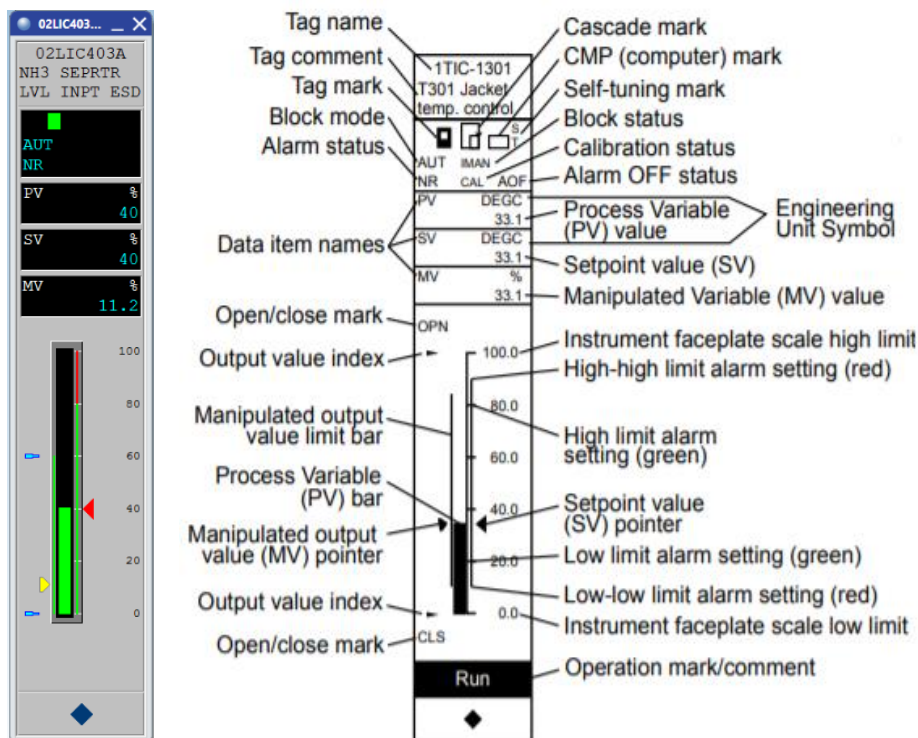 02LIC403...
02LIC403A
NH3 SEPRTR
LVL INPT ESD
AUT
NR
PV %
40
SV %
40
MV %
11.2
100
80
60
40
20
0
Tag name
Tag comment
Tag mark
Block mode
Alarm status
Data item names
Open/close mark
Output value index
Manipulated output
value limit bar
Process Variable
(PV) bar
Manipulated output
value (MV) pointer
Output value index
Open/close mark
1TIC-1301
T301 Jacket
temp. control
S
T
AUT IMAN
NR CAL AOF
PV DEGC
33.1
SV DEGC
33.1
MV %
33.1
OPN
100.0
80.0
60.0
40.0
20.0
0.0
CLS
Run
Cascade mark
CMP (computer) mark
Self-tuning mark
Block status
Calibration status
Alarm OFF status
Process Variable
(PV) value
Engineering
Unit Symbol
Setpoint value (SV)
Manipulated Variable (MV) value
Instrument faceplate scale high limit
High-high limit alarm setting (red)
High limit alarm
setting (green)
Setpoint value
(SV) pointer
Low limit alarm setting (green)
Low-low limit alarm setting (red)
Instrument faceplate scale low limit
Operation mark/comment